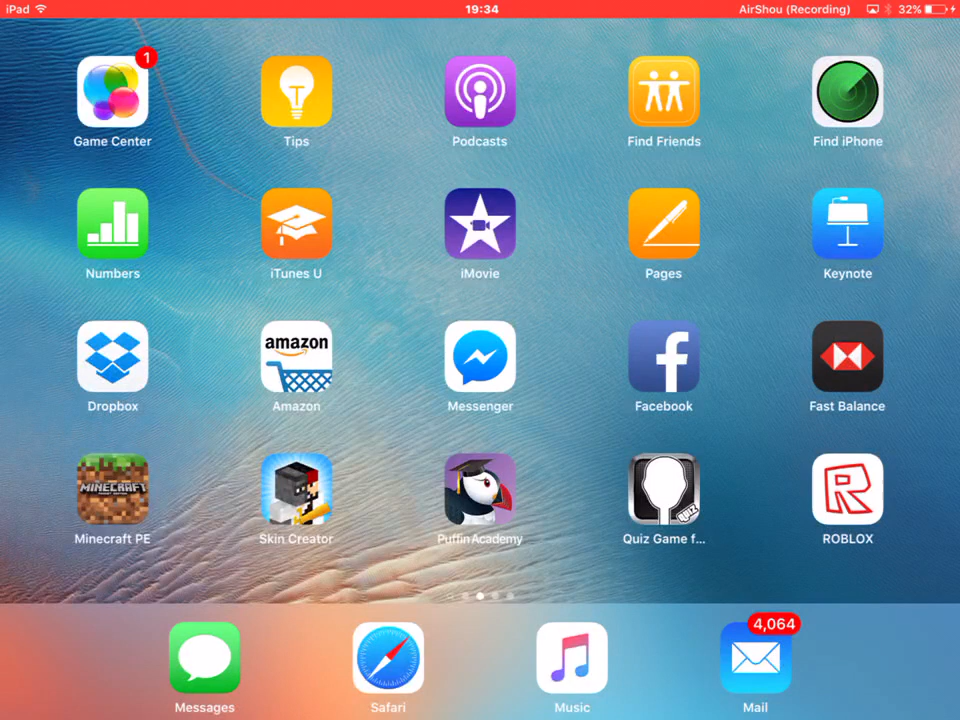 iPad 19:34 AirShou (Recording) 32%
1
Game Center Tips Podcasts Find Friends Find iPhone
Numbers iTunes U iMovie Pages Keynote
amazon
Dropbox Amazon Messenger Facebook Fast Balance
MINECRAFT
QUIZ
Minecraft PE Skin Creator PuffinAcademy Quiz Game f... ROBLOX
4,064
Messages Safari Music Mail